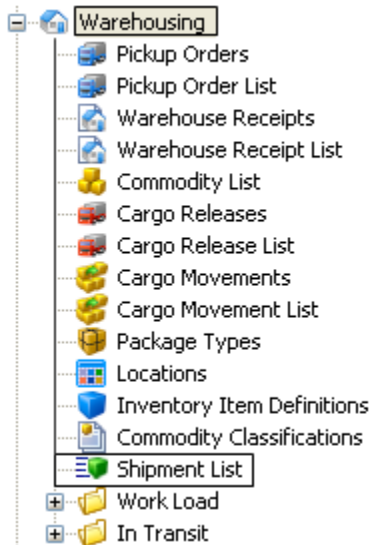 Warehousing
Pickup Orders
Pickup Order List
Warehouse Receipts
Warehouse Receipt List
Commodity List
Cargo Releases
Cargo Release List
Cargo Movements
Cargo Movement List
Package Types
Locations
Inventory Item Definitions
Commodity Classifications
Shipment List
Work Load
In Transit